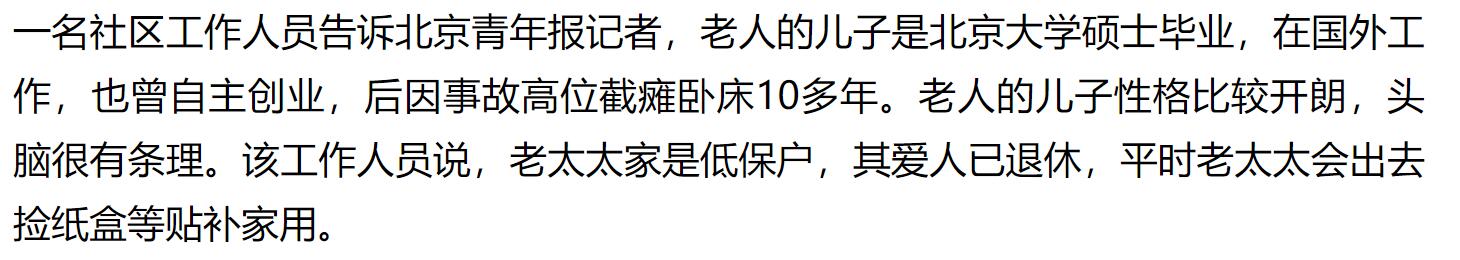 一名社区工作人员告诉北京青年报记者，老人的儿子是北京大学硕士毕业，在国外工
作，也曾自主创业，后因事故高位截瘫卧床10多年。老人的儿子性格比较开朗，头
脑很有条理。该工作人员说，老太太家是低保户，其爱人已退休，平时老太太会出去
捡纸盒等贴补家用。